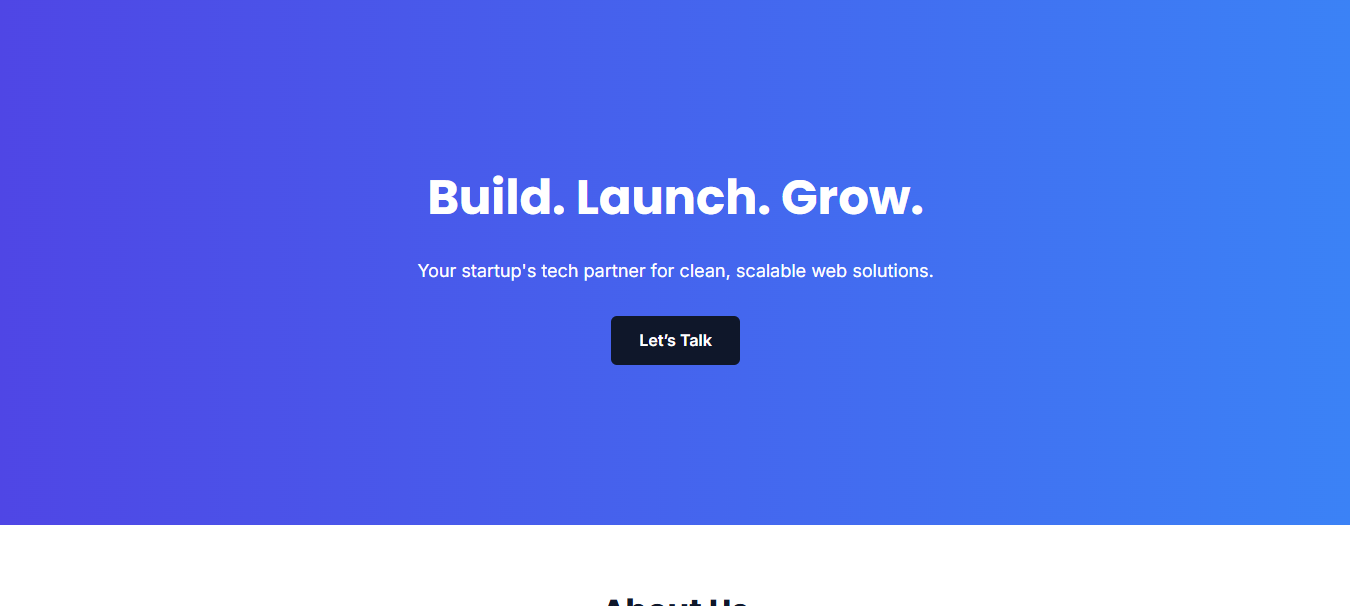 Build. Launch. Grow.
Your startup's tech partner for clean, scalable web solutions.
Let’s Talk
About Us